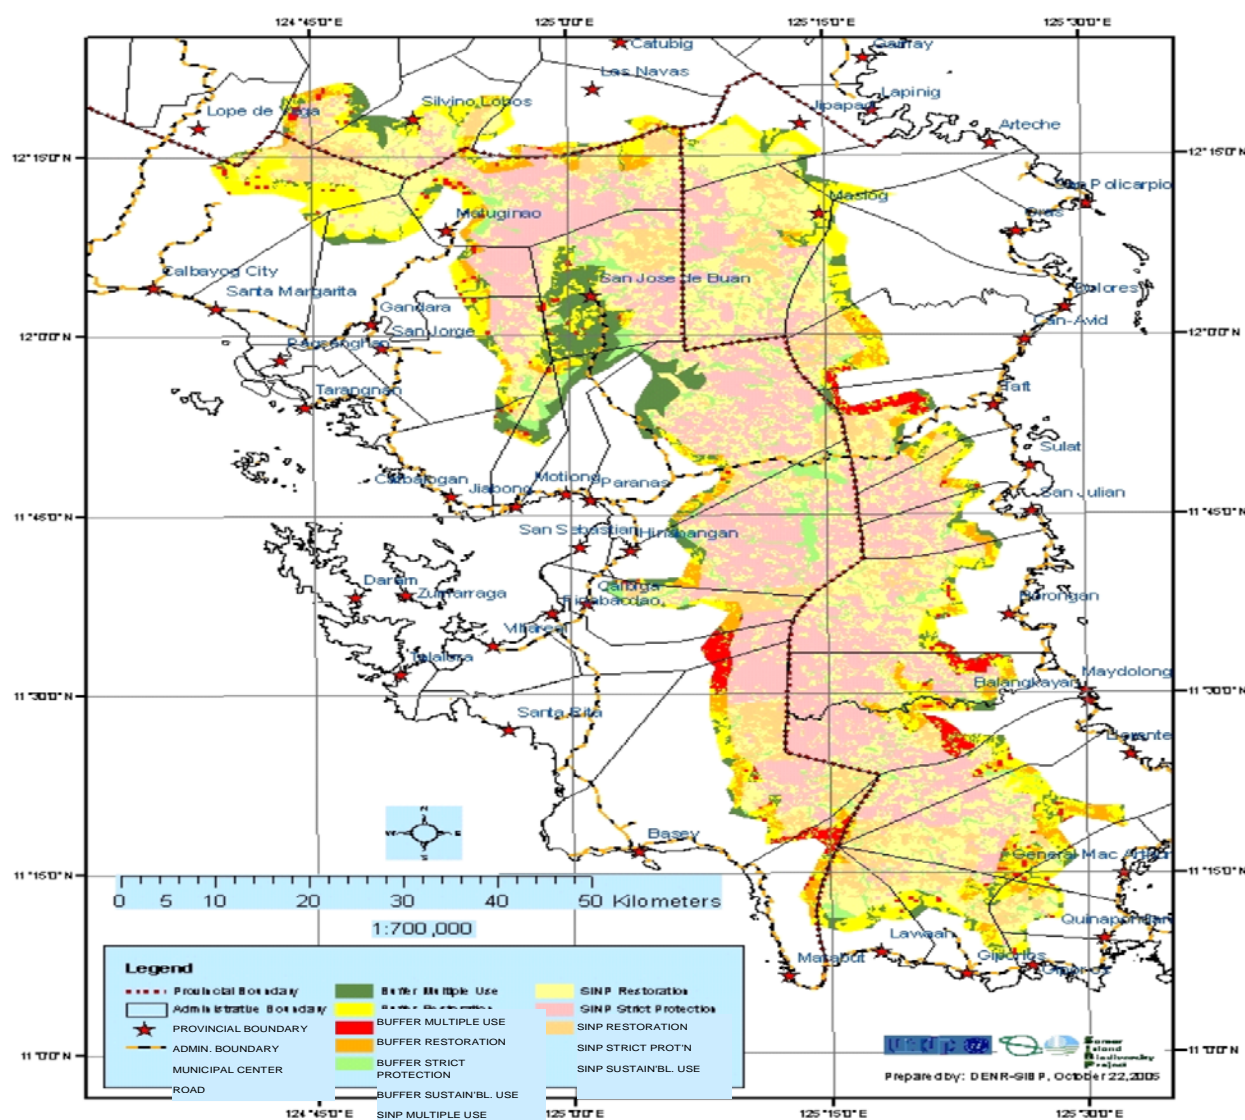 124°45'0"E
125°0'0"E
125°15'0"E
125°30'0"E
Catubig
Gamay
Las Navas
Lapinig
Lope de Vega
Silvino Lobos
Jipapad
Arteche
12°15'0"N
12°15'0"N
San Policarpio
Maslog
Oras
Matuginao
Calbayog City
San Jose de Buan
Santa Margarita
Dolores
Gandara
San Jorge
12°0'0"N
12°0'0"N
Pagsanghan
Tarangnan
Taft
Sulat
Catbalogan
Jiabong
Motiong
Paranas
San Julian
11°45'0"N
11°45'0"N
San Sebastian
Hinabangan
Daram
Zumarraga
Calbiga
Pinabacdao
Borongan
Villareal
Talalora
Maydolong
Balangkayan
11°30'0"N
11°30'0"N
Santa Rita
Llorente
N
W
E
S
Basey
General Mac Arthur
11°15'0"N
11°15'0"N
0 5 10 20 30 40 50 Kilometers
1:700,000
Quinapondan
Lawaan
Marabut
Giporlos
Legend
Provincial Boundary
Buffer Multiple Use
SINP Restoration
Administrative Boundary
Buffer Restoration
SINP Strict Protection
PROVINCIAL BOUNDARY
BUFFER MULTIPLE USE
SINP RESTORATION
ADMIN. BOUNDARY
BUFFER RESTORATION
SINP STRICT PROT'N
MUNICIPAL CENTER
BUFFER STRICT
PROTECTION
SINP SUSTAIN'BL. USE
ROAD
BUFFER SUSTAIN'BL. USE
SINP MULTIPLE USE
Samar
Island
Biodiversity
Project
Prepared by: DENR-SIBP, October 22,2005
11°0'0"N
11°0'0"N
124°45'0"E
125°0'0"E
125°15'0"E
125°30'0"E